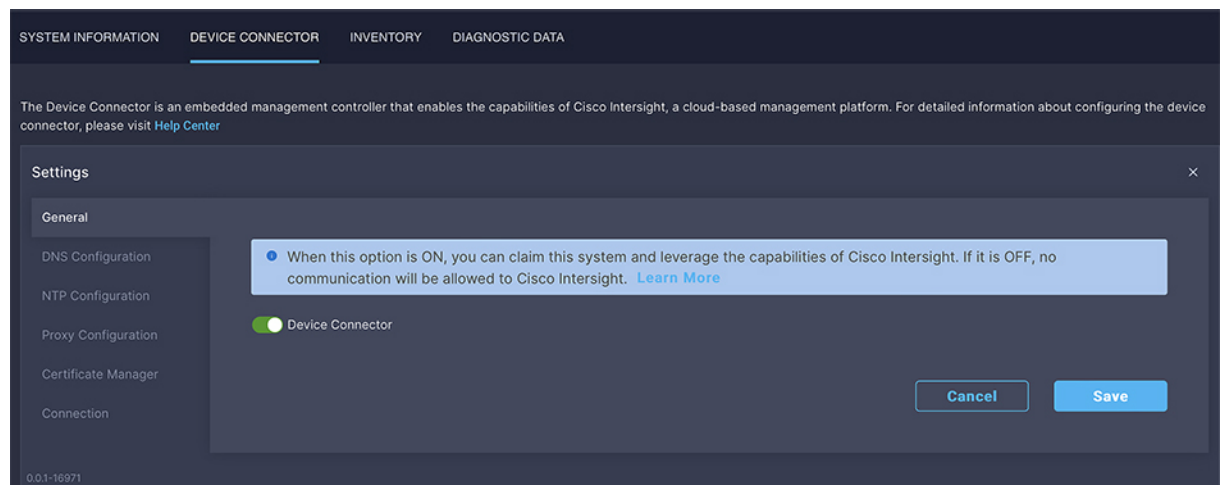 SYSTEM INFORMATION DEVICE CONNECTOR INVENTORY DIAGNOSTIC DATA
The Device Connector is an embedded management controller that enables the capabilities of Cisco Intersight, a cloud-based management platform. For detailed information about configuring the device
connector, please visit Help Center
Settings
General
When this option is ON, you can claim this system and leverage the capabilities of Cisco Intersight. If it is OFF, no
communication will be allowed to Cisco Intersight. Learn More
Device Connector
DNS Configuration
NTP Configuration
Proxy Configuration
Certificate Manager
Connection
Cancel Save
0.0.1-16971